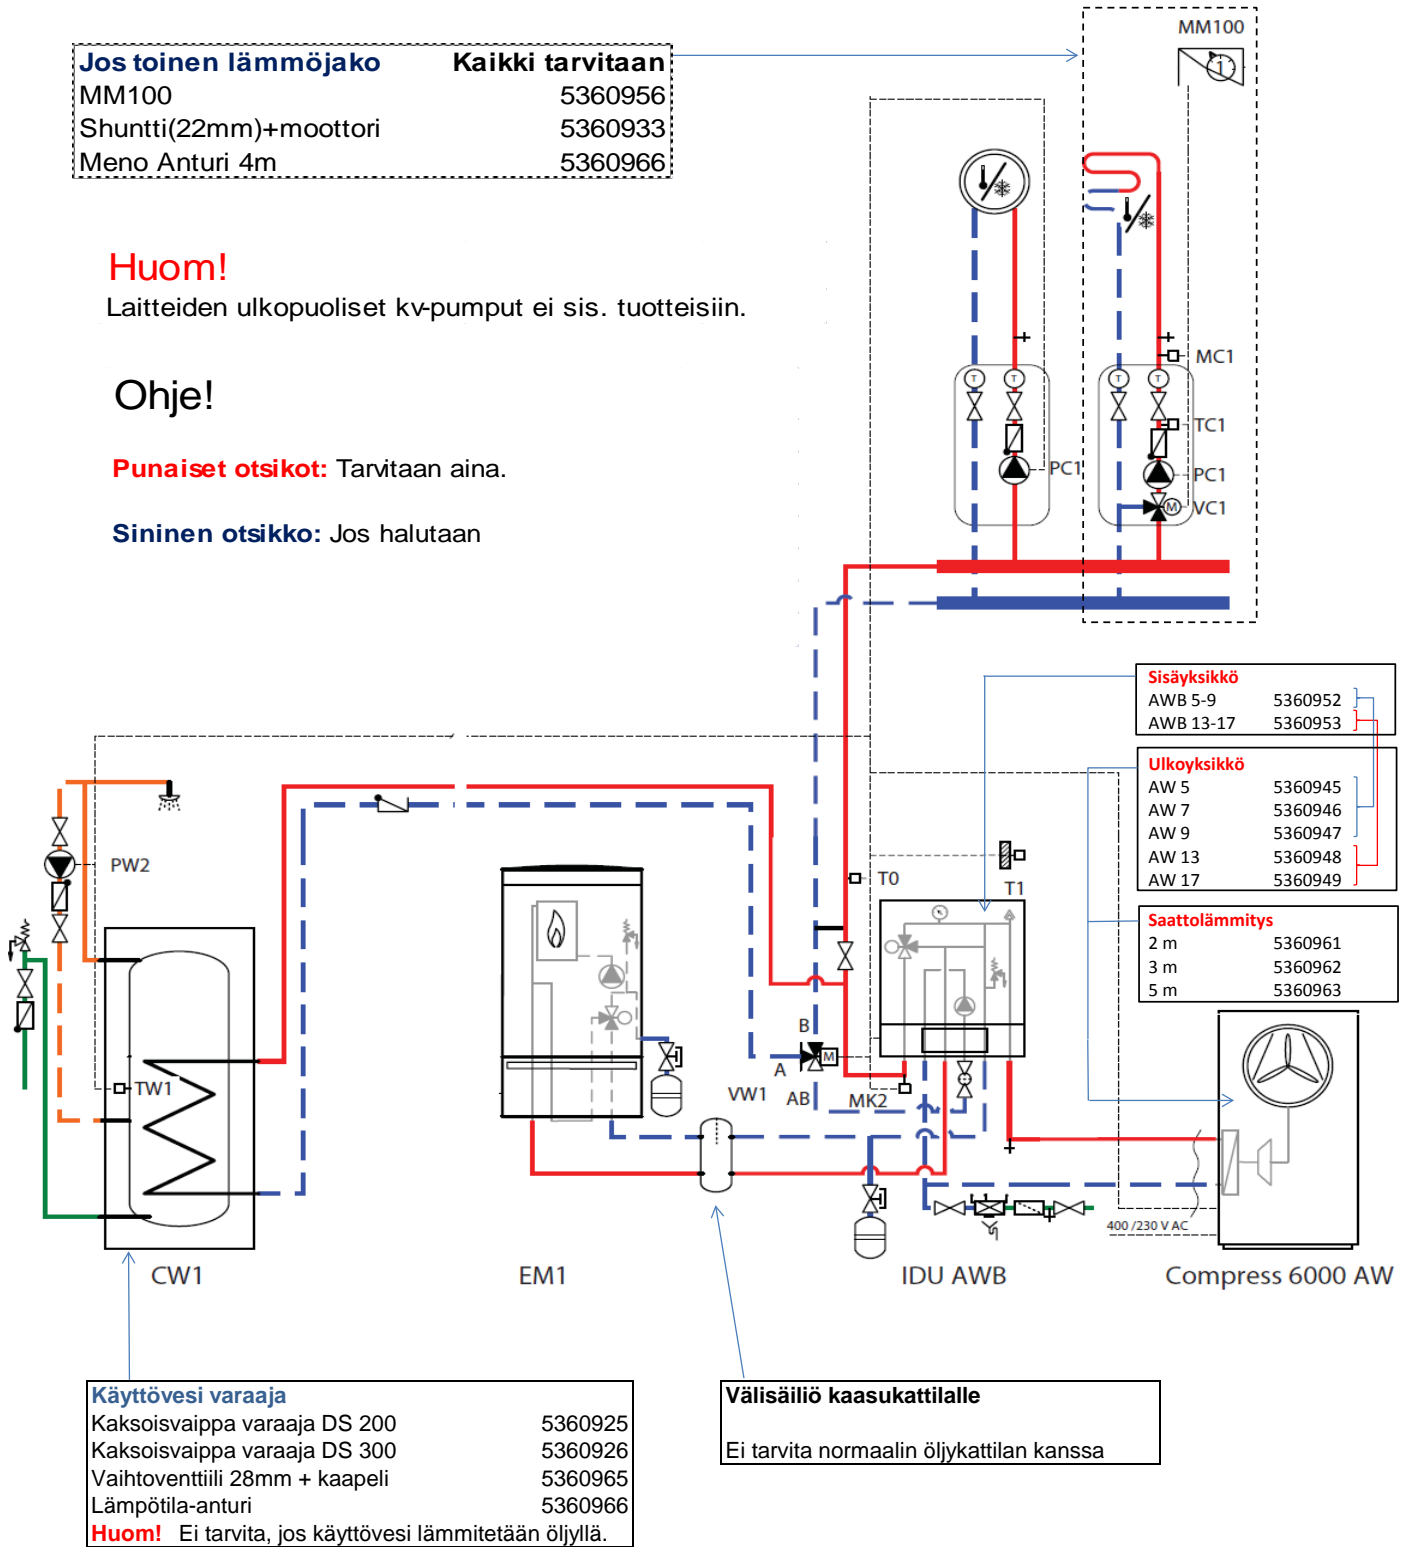 MM100
Jos toinen lämmöjako Kaikki tarvitaan
MM100 5360956
Shuntti(22mm)+moottori 5360933
Meno Anturi 4m 5360966
1
Huom!
Laitteiden ulkopuoliset kv-pumput ei sis. tuotteisiin.
Ohje!
Punaiset otsikot: Tarvitaan aina.
Sininen otsikko: Jos halutaan
MC1
T T T T
TC1
PC1
PC1
M VC1
Sisäyksikkö
AWB 5-9 5360952
AWB 13-17 5360953
Ulkoyksikkö
AW 5 5360945
AW 7 5360946
AW 9 5360947
AW 13 5360948
AW 17 5360949
Saattolämmitys
2 m 5360961
3 m 5360962
5 m 5360963
PW2
T0
T1
TW1
B
A
M
AB
VW1
MK2
400 /230 V AC
CW1
EM1
IDU AWB
Compress 6000 AW
Käyttövesi varaaja
Kaksoisvaippa varaaja DS 200 5360925
Kaksoisvaippa varaaja DS 300 5360926
Vaihtoventtiili 28mm + kaapeli 5360965
Lämpötila-anturi 5360966
Huom! Ei tarvita, jos käyttövesi lämmitetään öljyllä.
Välisäiliö kaasukattilalle
Ei tarvita normaalin öljykattilan kanssa